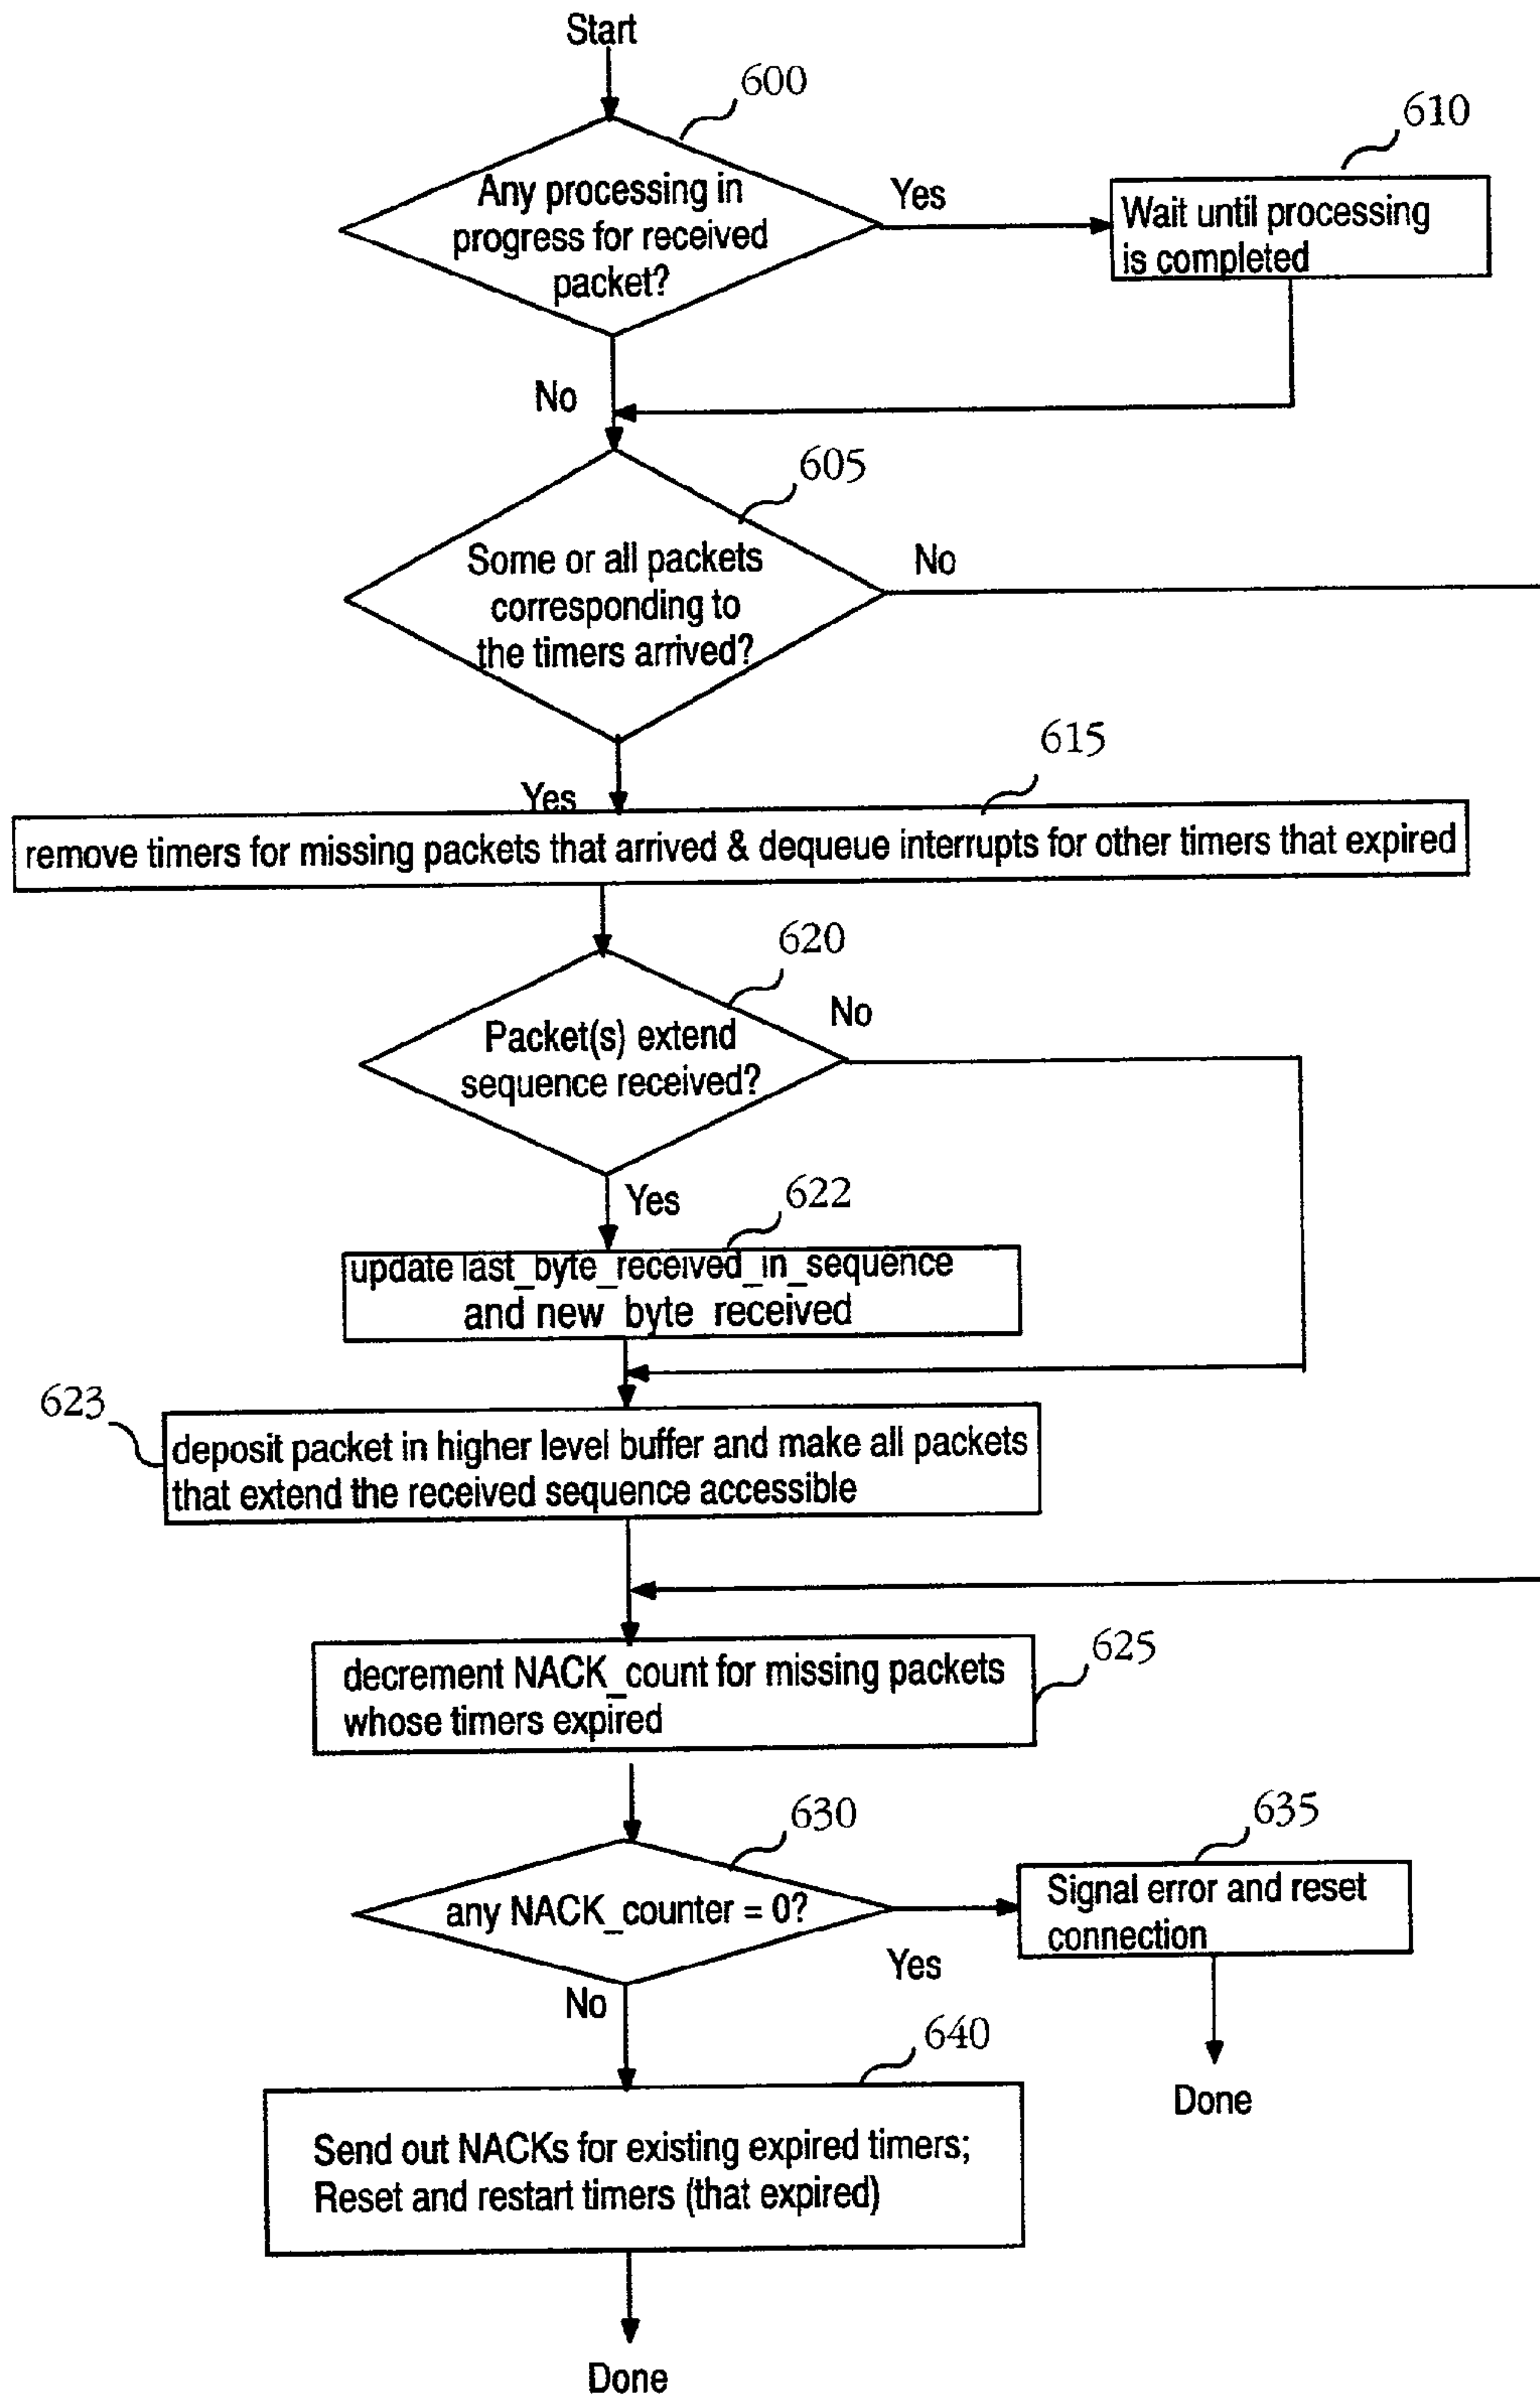 Start
600
Any processing in
progress for received
packet?
Yes
610
Wait until processing
is completed
No
605
Some or all packets
corresponding to
the timers arrived?
No
Yes
615
remove timers for missing packets that arrived & dequeue interrupts for other timers that expired
620
Packet(s) extend
sequence received?
No
Yes
622
update last_byte_received_in_sequence
and new_byte_received
623
deposit packet in higher level buffer and make all packets
that extend the received sequence accessible
625
decrement NACK_count for missing packets
whose timers expired
630
any NACK_counter = 0?
Yes
635
Signal error and reset
connection
No
Done
640
Send out NACKs for existing expired timers;
Reset and restart timers (that expired)
Done